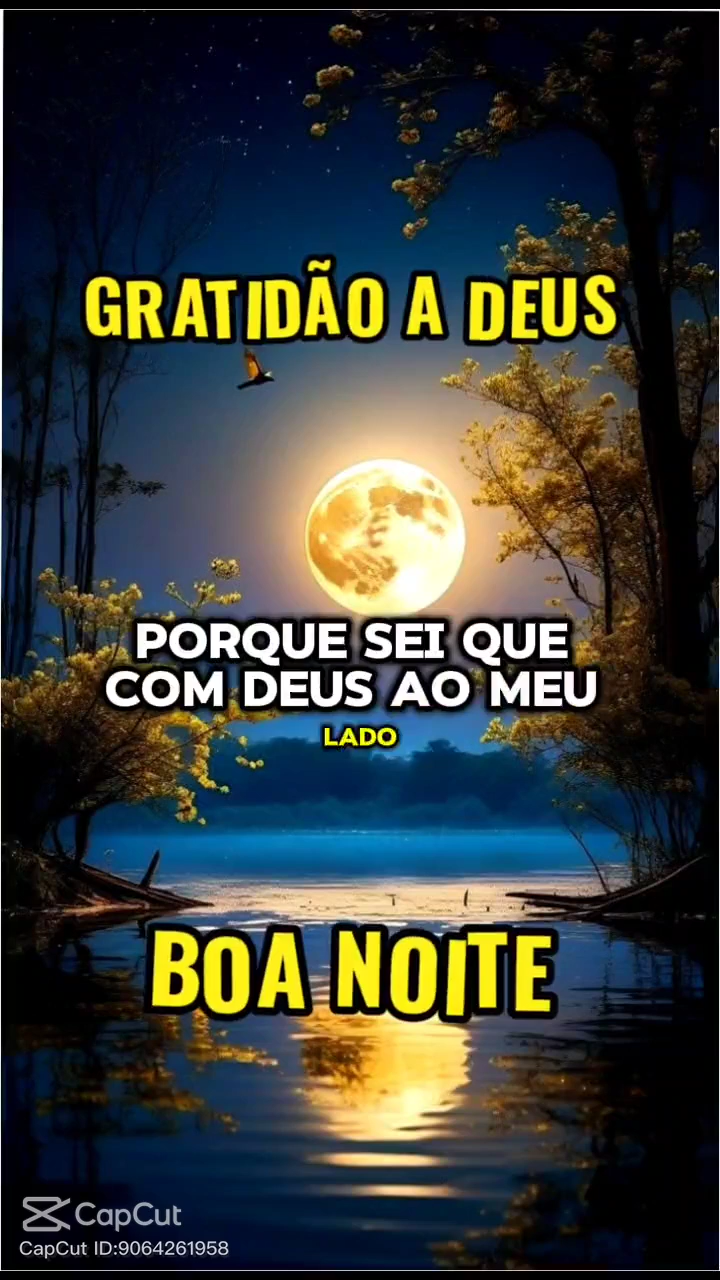 GRATIDÃO A DEUS
PORQUE SEI QUE
COM DEUS AO MEU
LADO
BOA NOITE
CapCut
CapCut ID:9064261958